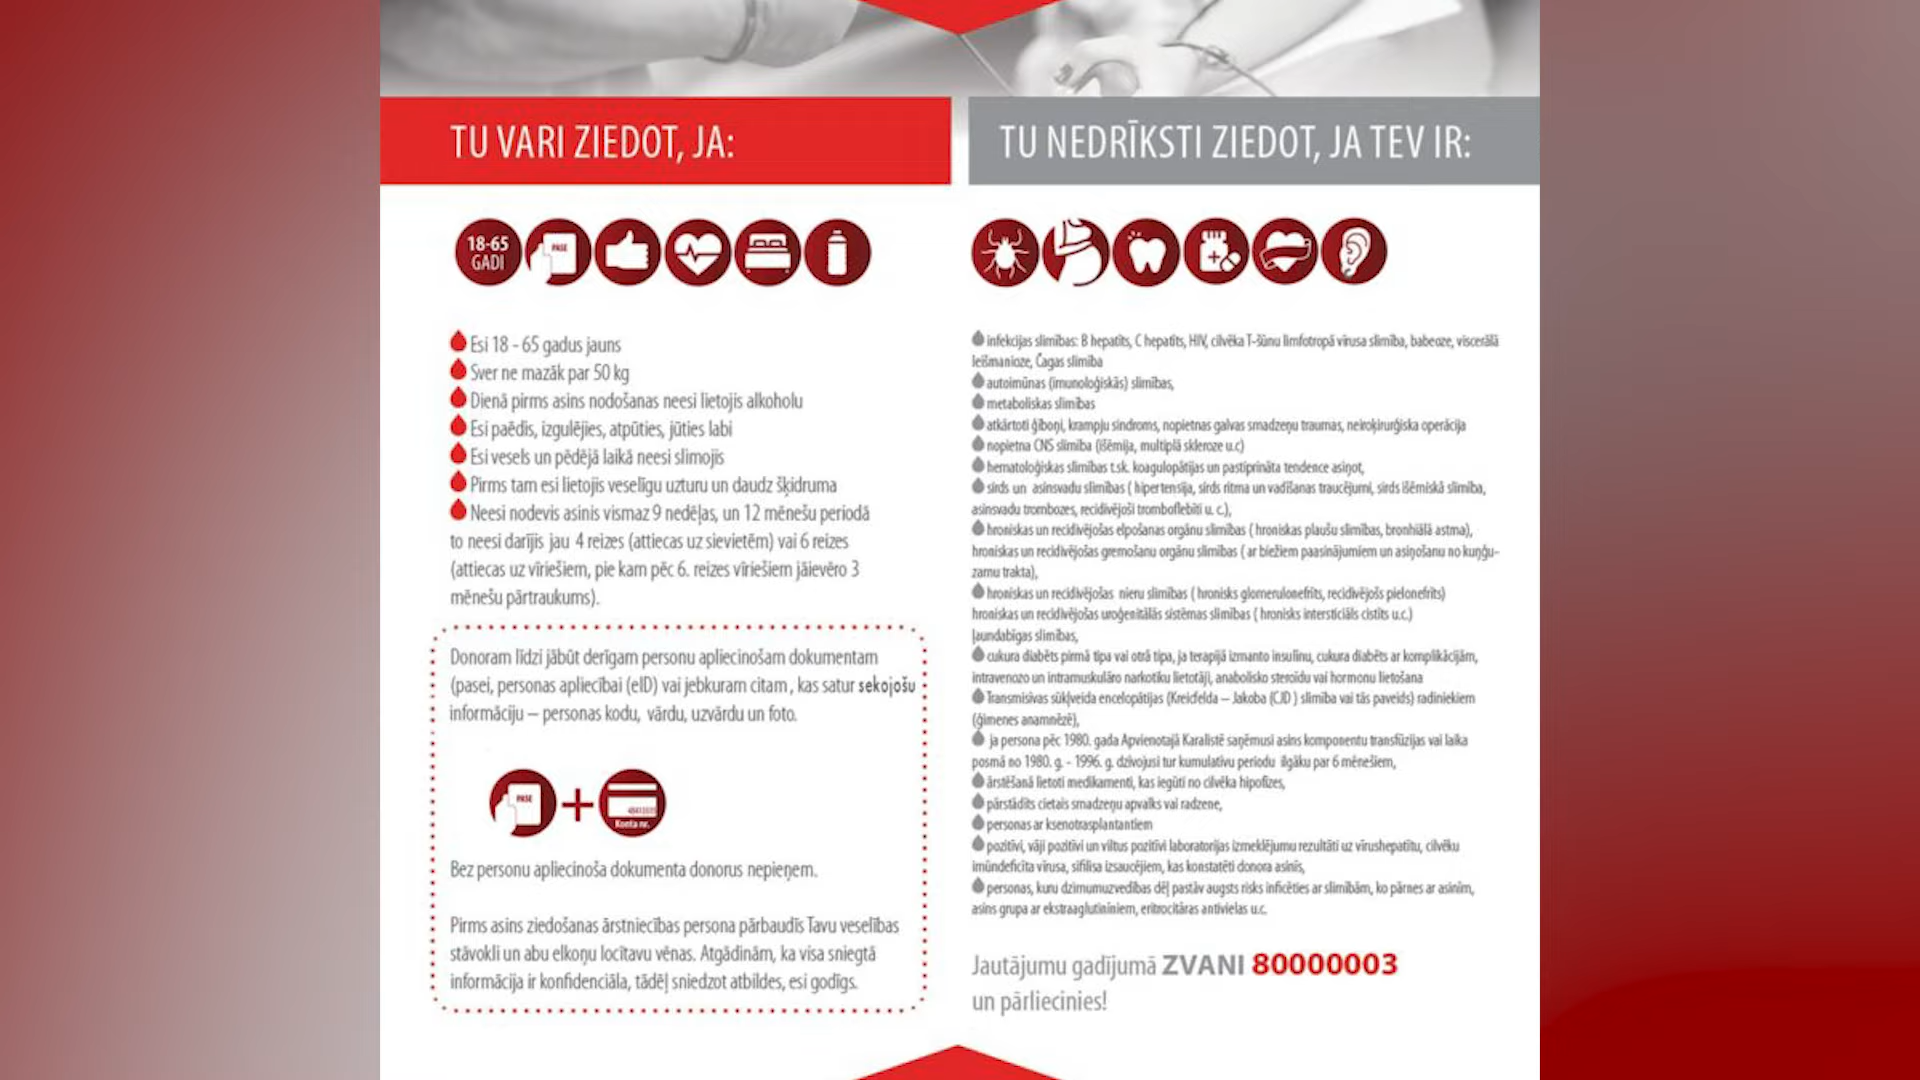 TU VARI ZIEDOT, JA:
18-65
GADI
PASE
Esi 18 - 65 gadus jauns
Sver ne mazāk par 50 kg
Dienā pirms asins nodošanas neesi lietojis alkoholu
Esi paēdis, izgulējies, atpūties, jūties labi
Esi vesels un pēdējā laikā neesi slimojis
Pirms tam esi lietojis veselīgu uzturu un daudz šķidruma
Neesi nodevis asinis vismaz 9 nedēļas, un 12 mēnešu periodā
to neesi darījis jau 4 reizes (attiecas uz sievietēm) vai 6 reizes
(attiecas uz vīriešiem, pie kam pēc 6. reizes vīriešiem jāievēro 3
mēnešu pārtraukums).
Donoram līdzi jābūt derīgam personu apliecinošam dokumentam
(pasei, personas apliecībai (eID) vai jebkuram citam , kas satur sekojošu
informāciju – personas kodu, vārdu, uzvārdu un foto.
PASE
Konta nr.
Bez personu apliecinoša dokumenta donorus nepieņem.
Pirms asins ziedošanas ārstniecības persona pārbaudīs Tavu veselības
stāvokli un abu elkoņu locītavu vēnas. Atgādinām, ka visa sniegtā
informācija ir konfidenciāla, tādēļ sniedzot atbildes, esi godīgs.
TU NEDRĪKSTI ZIEDOT, JA TEV IR:
infekcijas slimības: B hepatīts, C hepatīts, HIV, cilvēka T-šūnu limfotropā vīrusa slimība, babeoze, viscerālā
leišmanioze, Čagas slimība
autoimūnas (imunoloģiskās) slimības,
metaboliskas slimības
atkārtoti ģīboņi, krampju sindroms, nopietnas galvas smadzeņu traumas, neiroķirurģiska operācija
nopietna CNS slimība (išēmija, multiplā skleroze u.c)
hematoloģiskas slimības t.sk. koagulopātijas un pastiprināta tendence asiņot,
sirds un asinsvadu slimības ( hipertensija, sirds ritma un vadīšanas traucējumi, sirds išēmiskā slimība,
asinsvadu trombozes, recidivējoši tromboflebīti u. c.),
hroniskas un recidivējošas elpošanas orgānu slimības ( hroniskas plaušu slimības, bronhiālā astma),
hroniskas un recidivējošas gremošanu orgānu slimības ( ar biežiem paasinājumiem un asiņošanu no kuņģu-
zarnu trakta),
hroniskas un recidivējošas nieru slimības ( hronisks glomerulonefrīts, recidivējošs pielonefrīts)
hroniskas un recidivējošas uroģenitālās sistēmas slimības ( hronisks intersticiāls cistīts u.c.)
ļaundabīgas slimības,
cukura diabēts pirmā tipa vai otrā tipa, ja terapijā izmanto insulīnu, cukura diabēts ar komplikācijām,
intravenozo un intramuskulāro narkotiku lietotāji, anabolisko steroīdu vai hormonu lietošana
Transmisīvas sūkļveida encelopātijas (Kreicfelda – Jakoba (CJD ) slimība vai tās paveids) radiniekiem
(ģimenes anamnēzē),
ja persona pēc 1980. gada Apvienotajā Karalistē saņēmusi asins komponentu transfūzijas vai laika
posmā no 1980. g. - 1996. g. dzīvojusi tur kumulatīvu periodu ilgāku par 6 mēnešiem,
ārstēšanā lietoti medikamenti, kas iegūti no cilvēka hipofīzes,
pārstādīts cietais smadzeņu apvalks vai radzene,
personas ar ksenotrasplantantiem
pozitīvi, vāji pozitīvi un viltus pozitīvi laboratorijas izmeklējumu rezultāti uz vīrushepatītu, cilvēku
imūndeficīta vīrusa, sifilisa izsaucējiem, kas konstatēti donora asinīs,
personas, kuru dzimumuzvedības dēļ pastāv augsts risks inficēties ar slimībām, ko pārnes ar asinīm,
asins grupa ar ekstraaglutinīniem, eritrocitāras antivielas u.c.
Jautājumu gadījumā ZVANI 80000003
un pārliecinies!